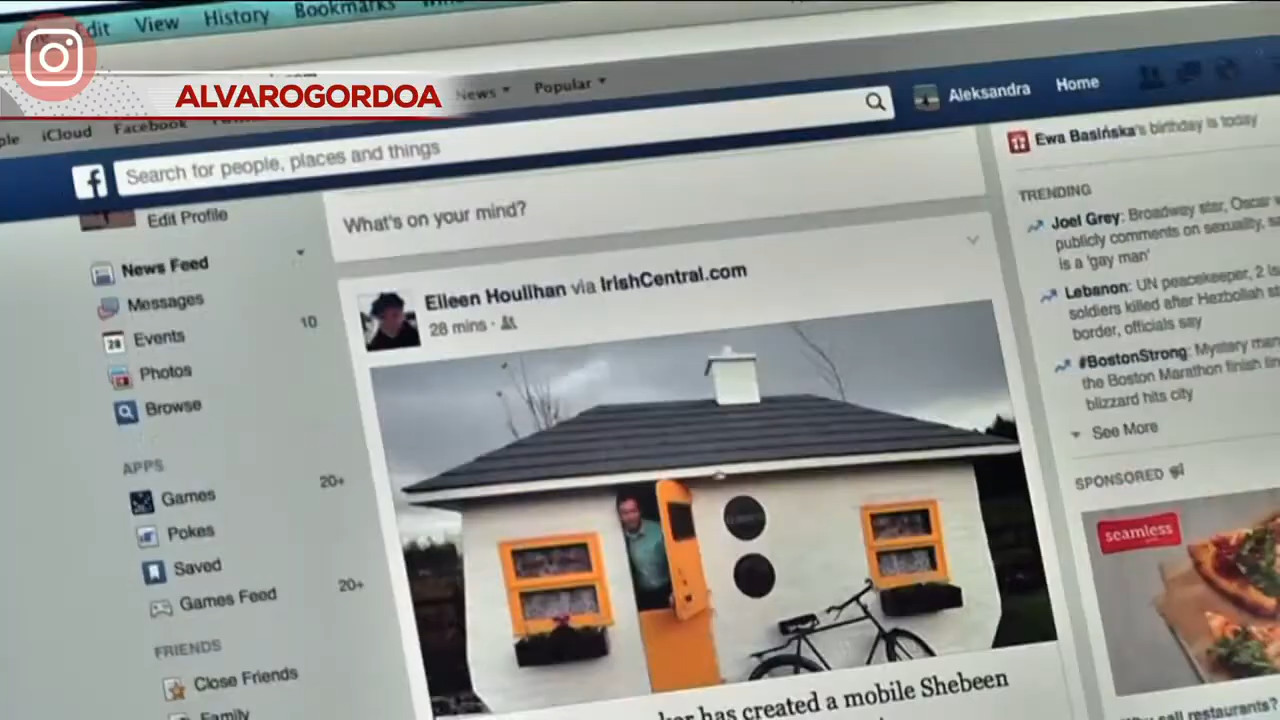 Edit View History Bookmarks
ALVAROGORDOA
News Popular
iCloud Facebook
Search for people, places and things
Aleksandra Home
Edit Profile
What's on your mind?
News Feed
Messages
Events 10
Photos
Browse
APPS
Games 20+
Pokes
Saved
Games Feed 20+
FRIENDS
Close Friends
Family
Eileen Houlihan via IrishCentral.com
28 mins
has created a mobile Shebeen
Ewa Basińska's birthday is today
TRENDING
Joel Grey: Broadway star, Oscar
publicly comments on sexuality,
is a 'gay man'
Lebanon: UN peacekeeper, 2
soldiers killed after Hezbollah
border, officials say
#BostonStrong: Mystery man
the Boston Marathon finish
blizzard hits city
See More
SPONSORED
seamless
call restaurants?